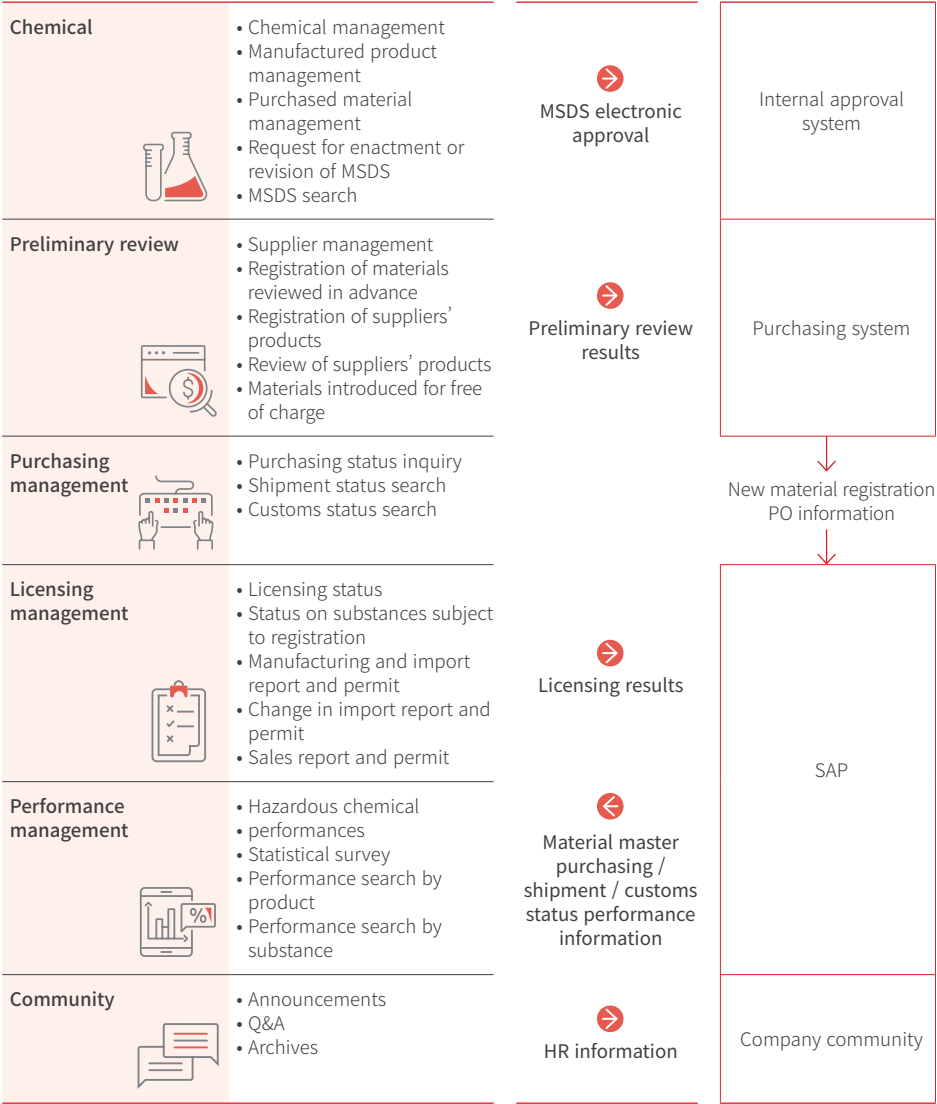 Chemical
• Chemical management
• Manufactured product
management
• Purchased material
management
• Request for enactment or
revision of MSDS
• MSDS search
MSDS electronic
approval
Internal approval
system
Preliminary review
• Supplier management
• Registration of materials
reviewed in advance
• Registration of suppliers’
products
• Review of suppliers’ products
• Materials introduced for free
of charge
$
Preliminary review
results
Purchasing system
Purchasing
management
• Purchasing status inquiry
• Shipment status search
• Customs status search
New material registration
PO information
Licensing
management
• Licensing status
• Status on substances subject
to registration
• Manufacturing and import
report and permit
• Change in import report and
permit
• Sales report and permit
Licensing results
SAP
Performance
management
%
• Hazardous chemical
• performances
• Statistical survey
• Performance search by
product
• Performance search by
substance
Material master
purchasing /
shipment / customs
status performance
information
Community
• Announcements
• Q&A
• Archives
HR information
Company community